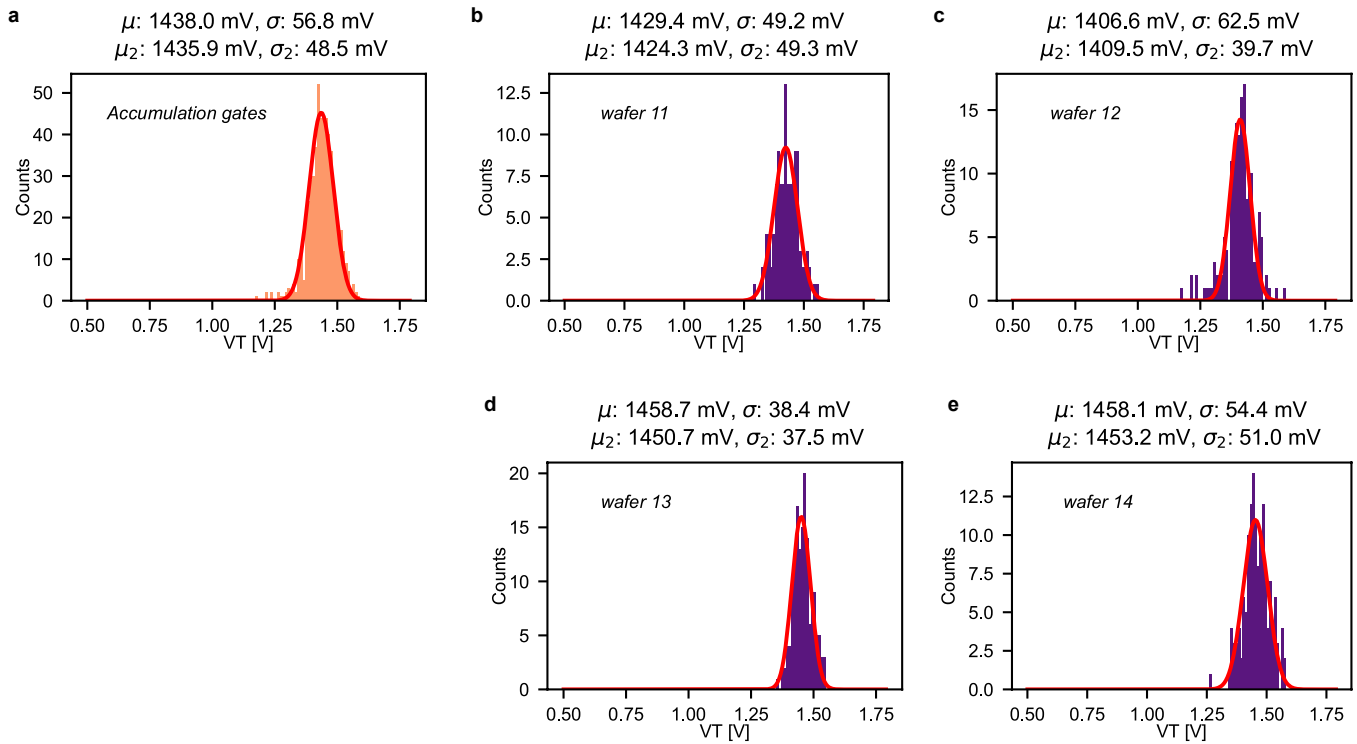 a
μ: 1438.0 mV, σ: 56.8 mV
μ₂: 1435.9 mV, σ₂: 48.5 mV
Accumulation gates
Counts
50
40
30
20
10
0
0.50 0.75 1.00 1.25 1.50 1.75
VT [V]
b
μ: 1429.4 mV, σ: 49.2 mV
μ₂: 1424.3 mV, σ₂: 49.3 mV
wafer 11
Counts
12.5
10.0
7.5
5.0
2.5
0.0
0.50 0.75 1.00 1.25 1.50 1.75
VT [V]
c
μ: 1406.6 mV, σ: 62.5 mV
μ₂: 1409.5 mV, σ₂: 39.7 mV
wafer 12
Counts
15
10
5
0
0.50 0.75 1.00 1.25 1.50 1.75
VT [V]
d
μ: 1458.7 mV, σ: 38.4 mV
μ₂: 1450.7 mV, σ₂: 37.5 mV
wafer 13
Counts
20
15
10
5
0
0.50 0.75 1.00 1.25 1.50 1.75
VT [V]
e
μ: 1458.1 mV, σ: 54.4 mV
μ₂: 1453.2 mV, σ₂: 51.0 mV
wafer 14
Counts
12.5
10.0
7.5
5.0
2.5
0.0
0.50 0.75 1.00 1.25 1.50 1.75
VT [V]